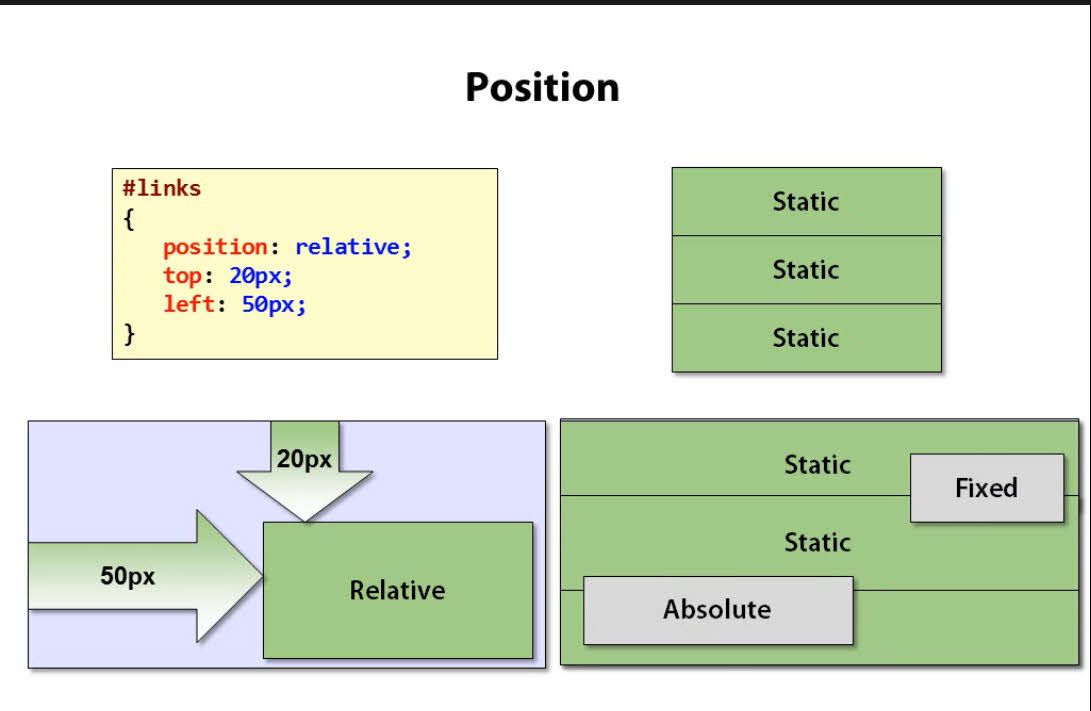 Position
#links
{
position: relative;
top: 20px;
left: 50px;
}
Static
Static
Static
20px
50px
Relative
Static
Fixed
Static
Absolute